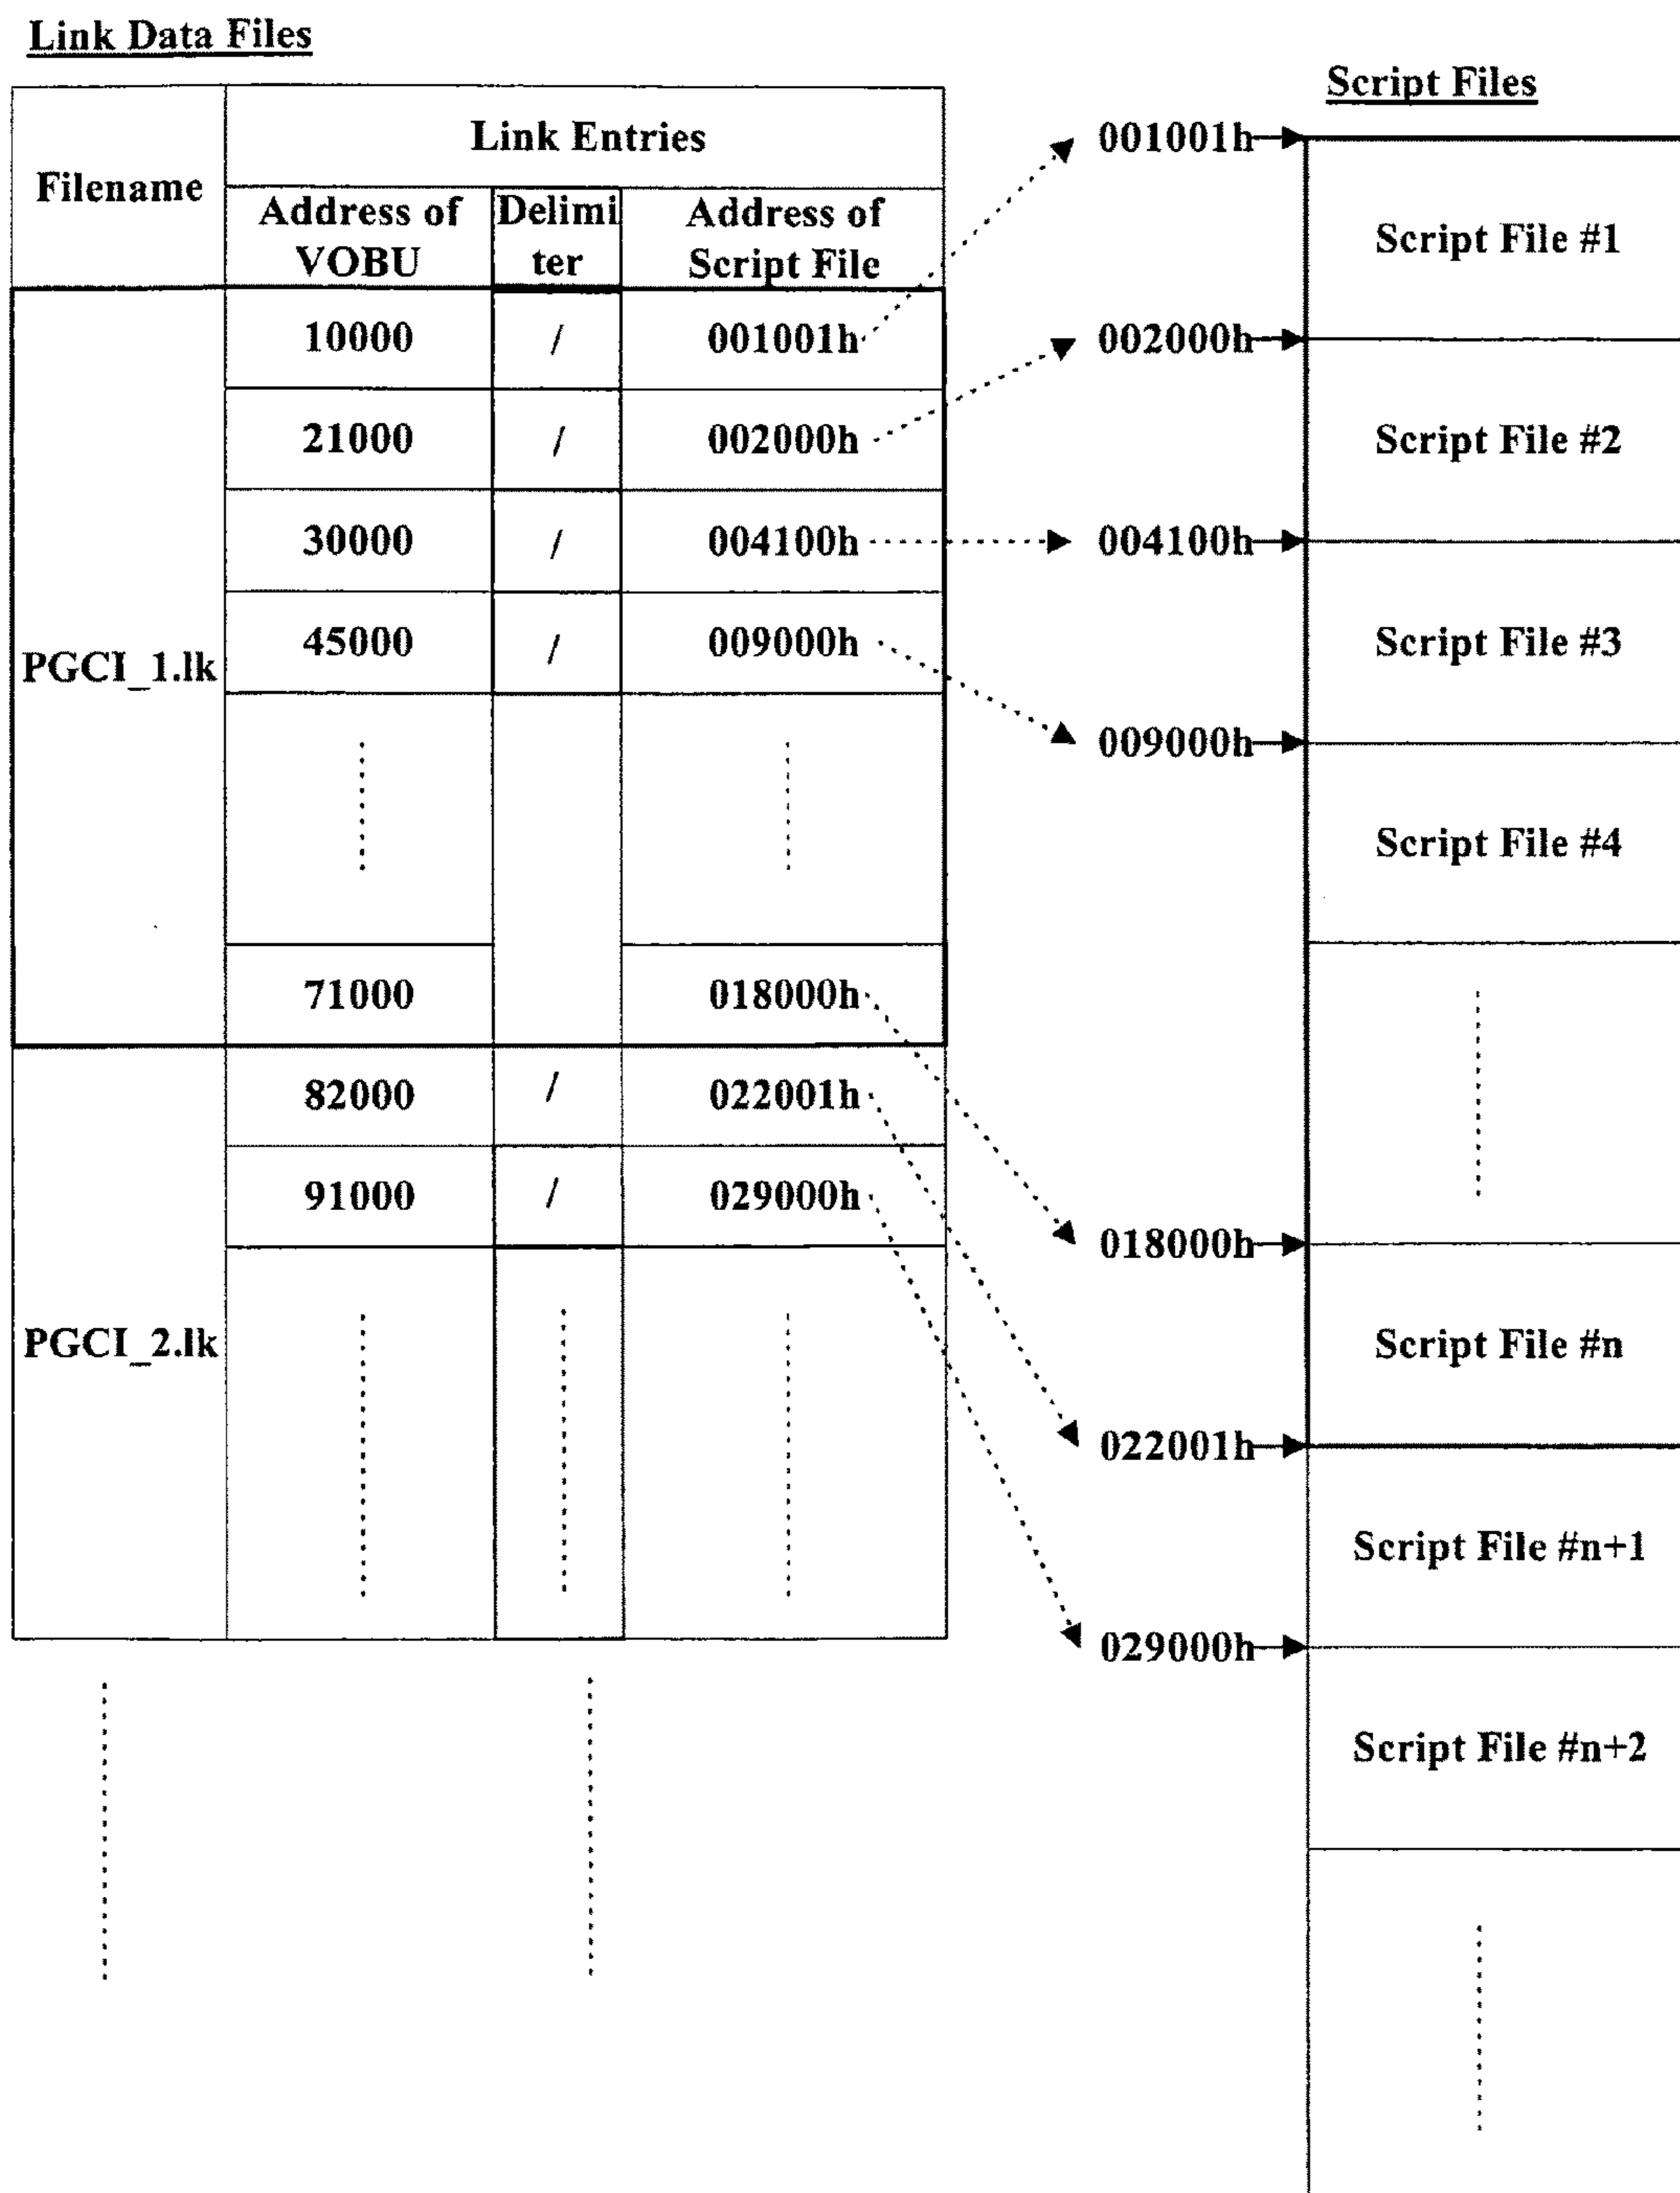 Link Data Files
Filename
Link Entries
Address of
VOBU
Delimi
ter
Address of
Script File
PGCI_1.lk
10000 / 001001h
21000 / 002000h
30000 / 004100h
45000 / 009000h
71000 018000h
PGCI_2.lk
82000 / 022001h
91000 / 029000h
Script Files
001001h
Script File #1
002000h
Script File #2
004100h
Script File #3
009000h
Script File #4
018000h
Script File #n
022001h
Script File #n+1
029000h
Script File #n+2